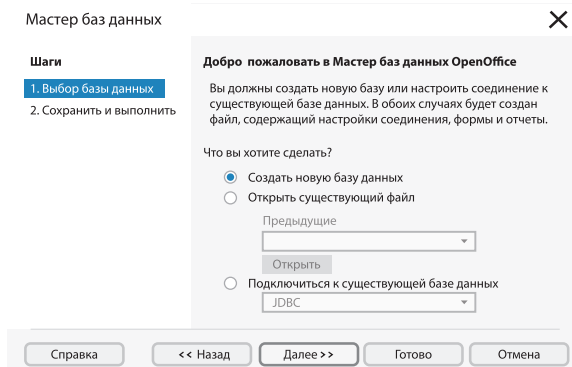 Мастер баз данных
Шаги
1. Выбор базы данных
2. Сохранить и выполнить
Добро пожаловать в Мастер баз данных OpenOffice
Вы должны создать новую базу или настроить соединение к
существующей базе данных. В обоих случаях будет создан
файл, содержащий настройки соединения, формы и отчеты.
Что вы хотите сделать?
Создать новую базу данных
Открыть существующий файл
Предыдущие
Открыть
Подключиться к существующей базе данных
JDBC
Справка
<< Назад
Далее >>
Готово
Отмена